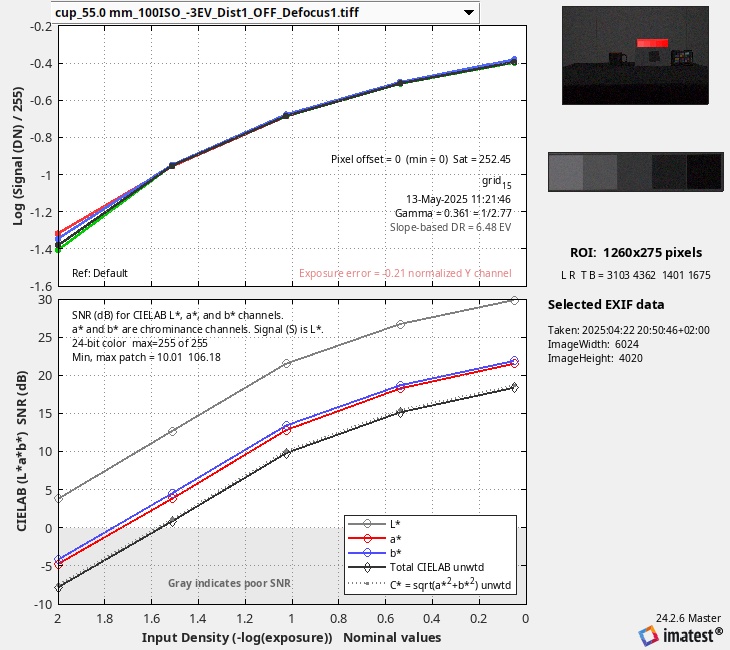 cup_55.0 mm_100ISO_-3EV_Dist1_OFF_Defocus1.tiff
Log (Signal (DN) / 255)
-0.2
-0.4
-0.6
-0.8
-1
-1.2
-1.4
-1.6
Pixel offset = 0 (min = 0) Sat = 252.45
grid15
13-May-2025 11:21:46
Gamma = 0.361 = 1/2.77
Slope-based DR = 6.48 EV
Ref: Default
Exposure error = -0.21 normalized Y channel
CIELAB (L*a*b*) SNR (dB)
30
25
20
15
10
5
0
-5
-10
SNR (dB) for CIELAB L*, a*, and b* channels.
a* and b* are chrominance channels. Signal (S) is L*.
24-bit color max=255 of 255
Min, max patch = 10.01 106.18
L*
a*
b*
Total CIELAB unwtd
C* = sqrt(a*2+b*2) unwtd
Gray indicates poor SNR
2 1.8 1.6 1.4 1.2 1 0.8 0.6 0.4 0.2 0
Input Density (-log(exposure)) Nominal values
ROI: 1260x275 pixels
L R T B = 3103 4362 1401 1675
Selected EXIF data
Taken: 2025:04:22 20:50:46+02:00
ImageWidth: 6024
ImageHeight: 4020
24.2.6 Master
imatest®